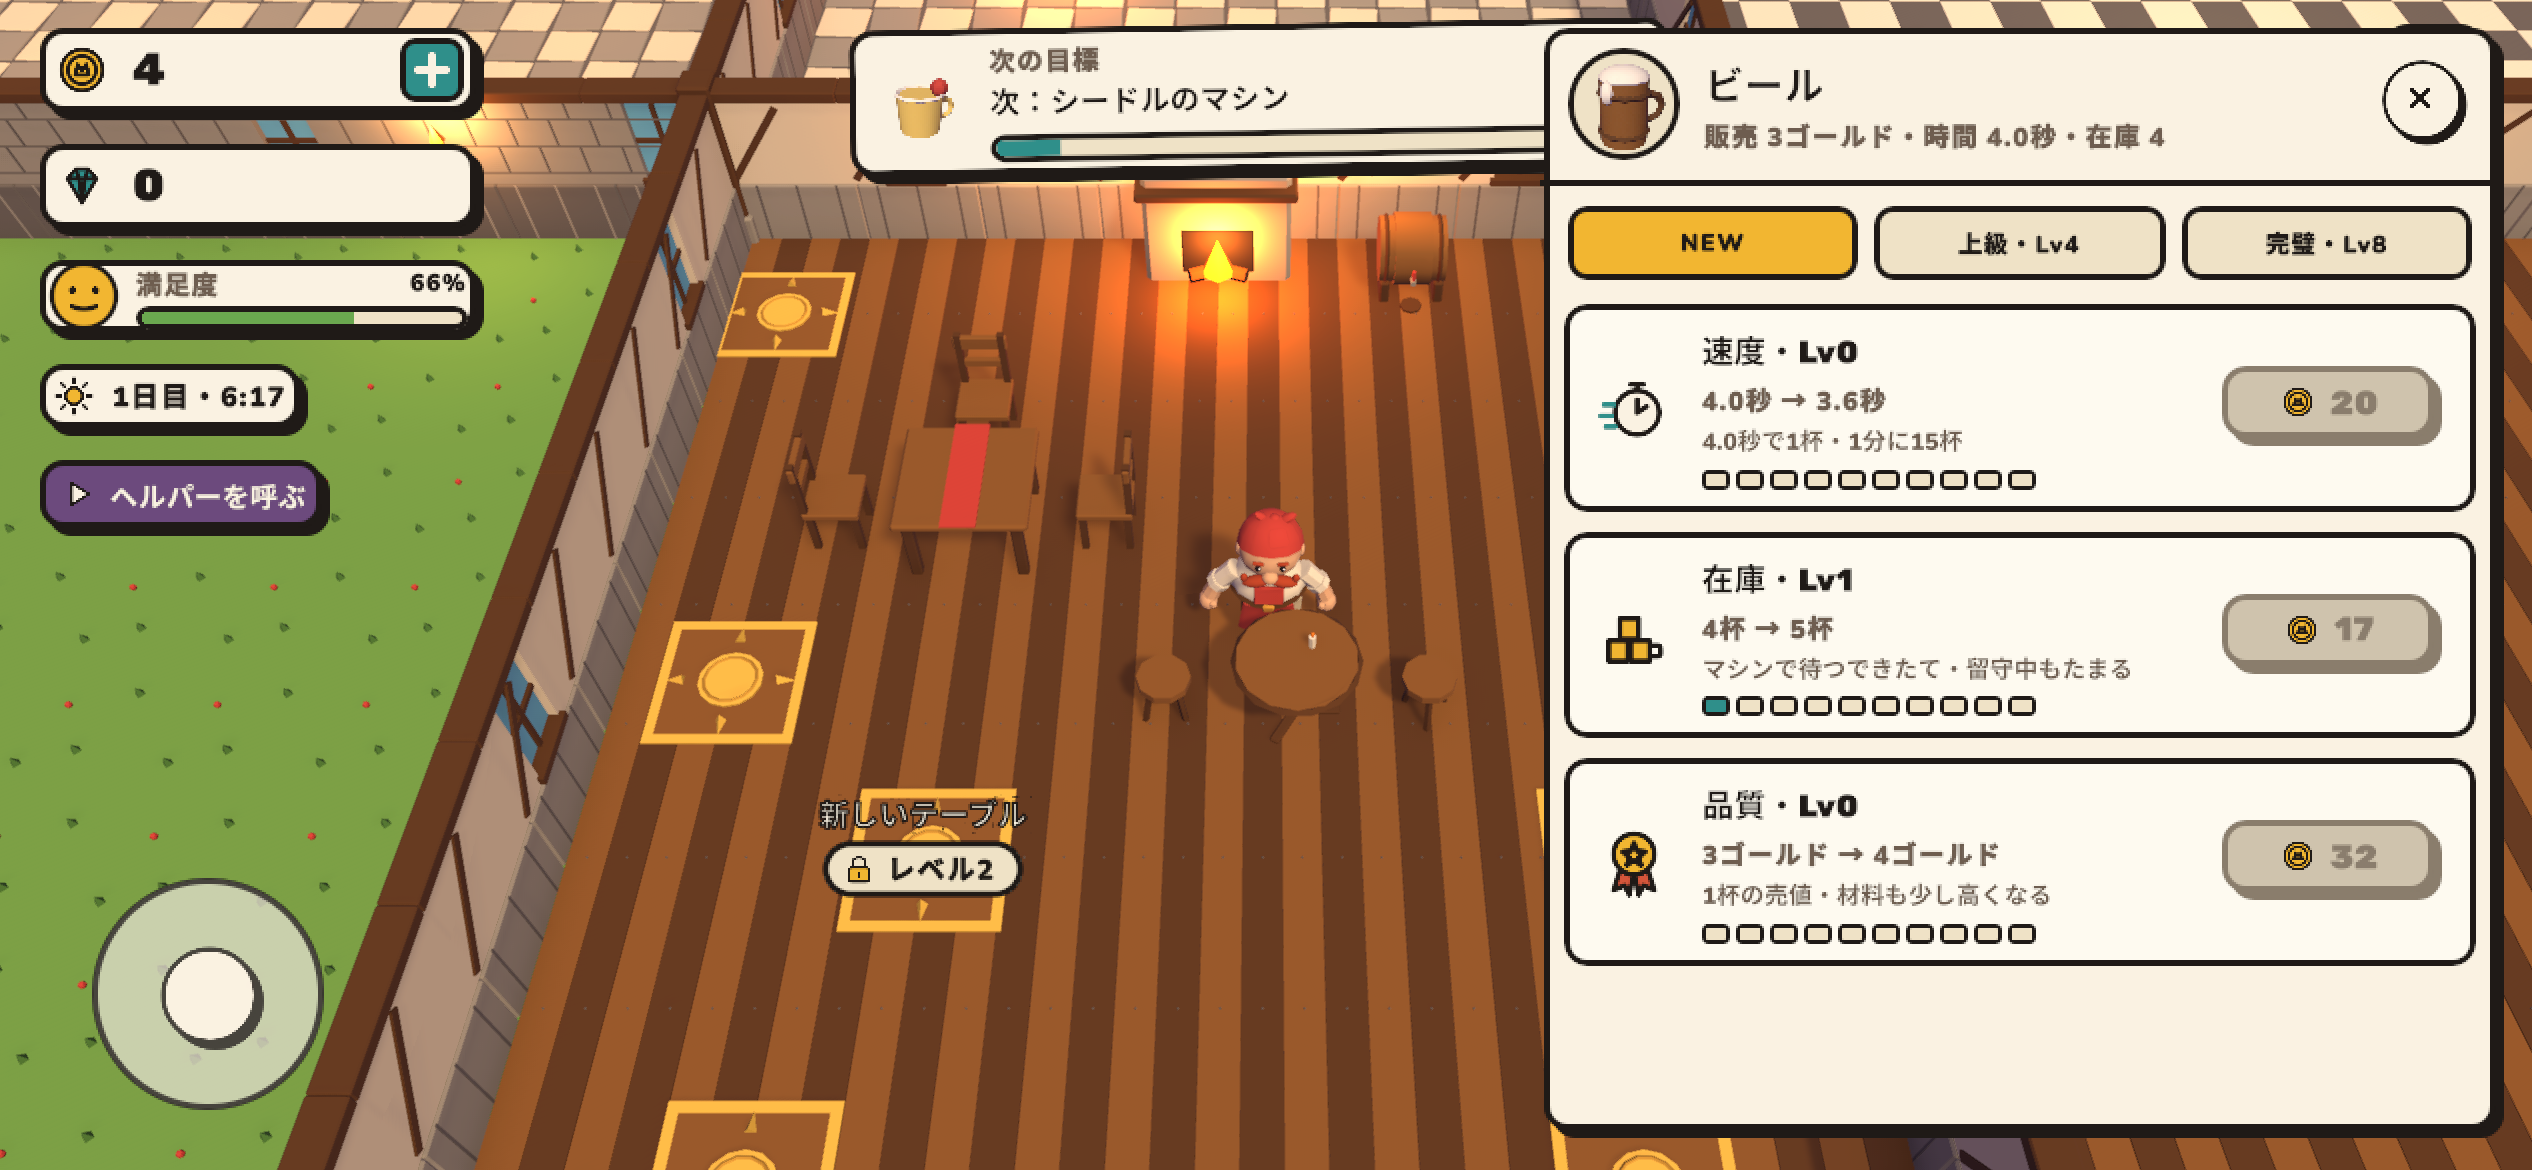 4
0
満足度
66%
1日目・6:17
ヘルパーを呼ぶ
次の目標
次：シードルのマシン
新しいテーブル
レベル2
ビール
販売 3ゴールド・時間 4.0秒・在庫 4
NEW
上級・Lv4
完璧・Lv8
速度・Lv0
4.0秒 → 3.6秒
4.0秒で1杯・1分に15杯
20
在庫・Lv1
4杯 → 5杯
マシンで待つできたて・留守中もたまる
17
品質・Lv0
3ゴールド → 4ゴールド
1杯の売値・材料も少し高くなる
32